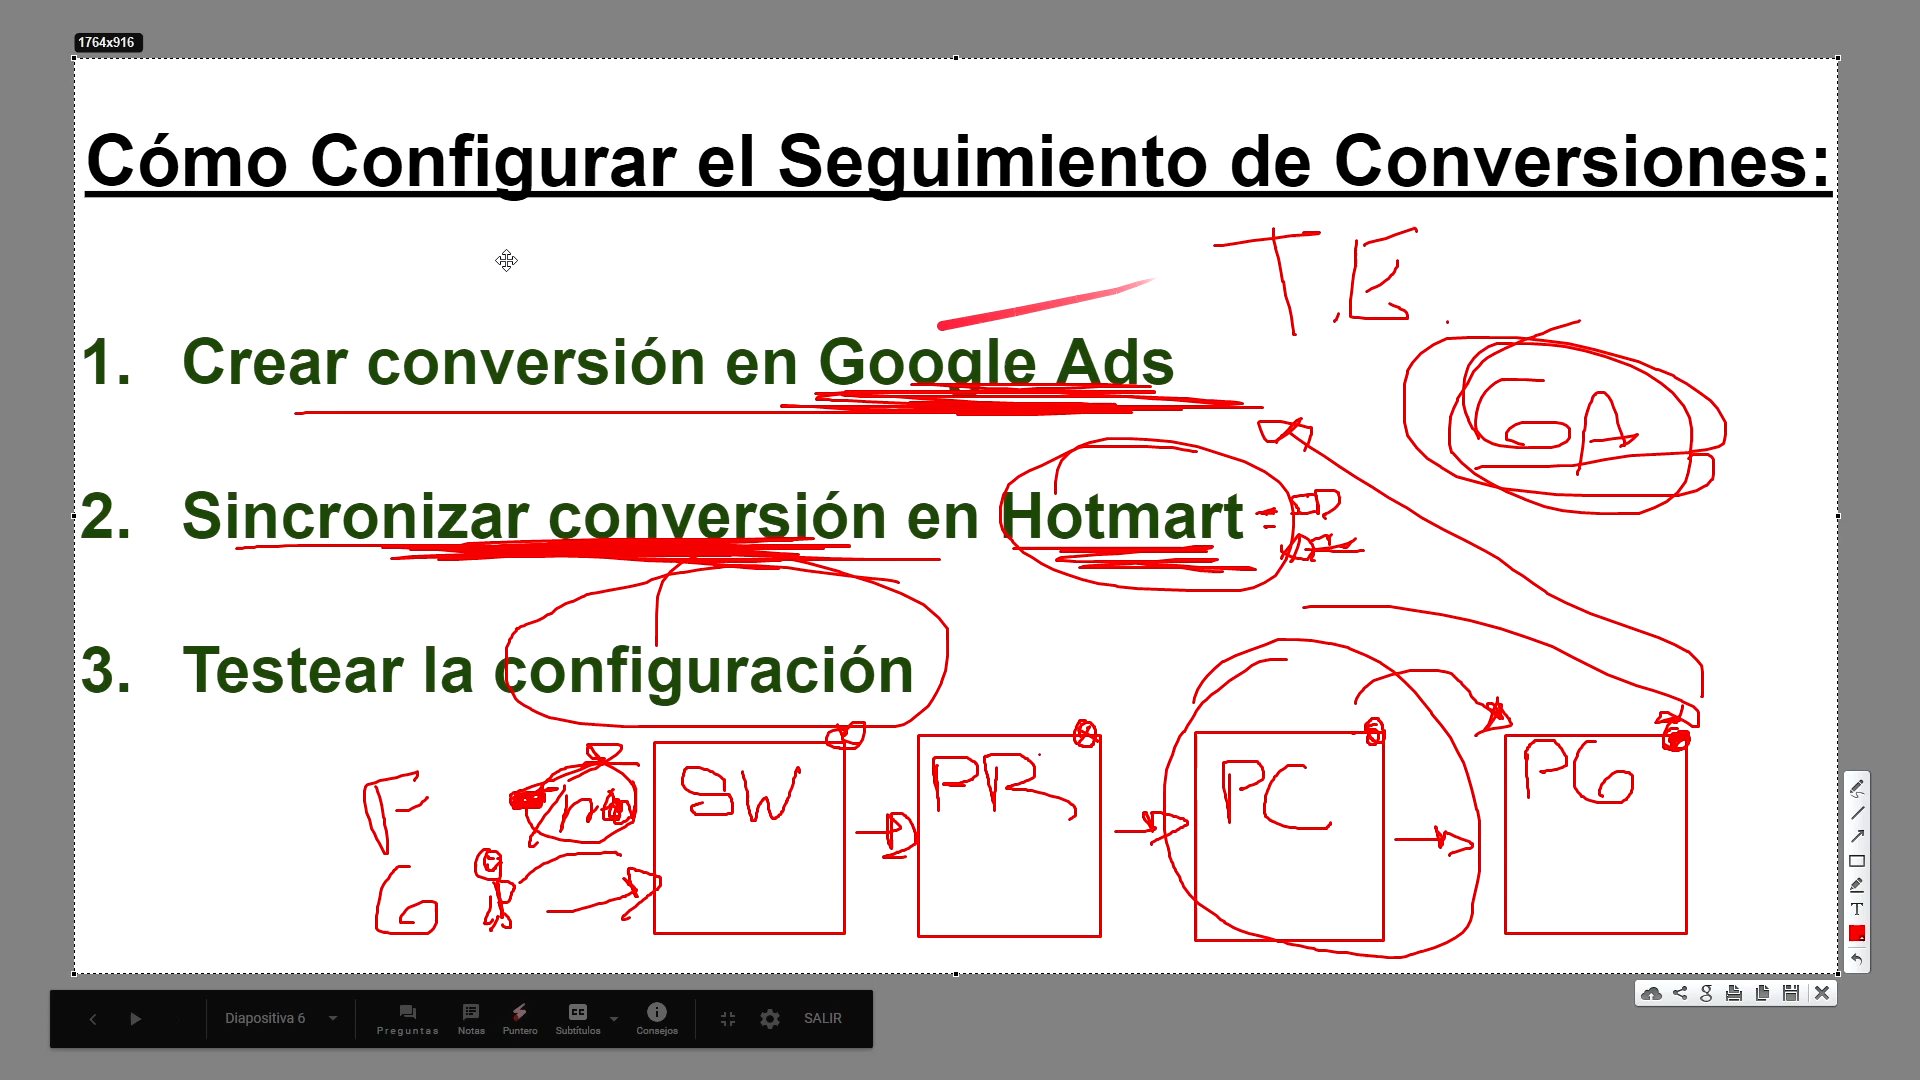 1764x916
Cómo Configurar el Seguimiento de Conversiones:
T.E.
1. Crear conversión en Google Ads
GA
2. Sincronizar conversión en Hotmart
3. Testear la configuración
F
SW
PR
PC
PG
G
Diapositiva 6
Preguntas
Notas
Puntero
Subtítulos
Consejos
SALIR